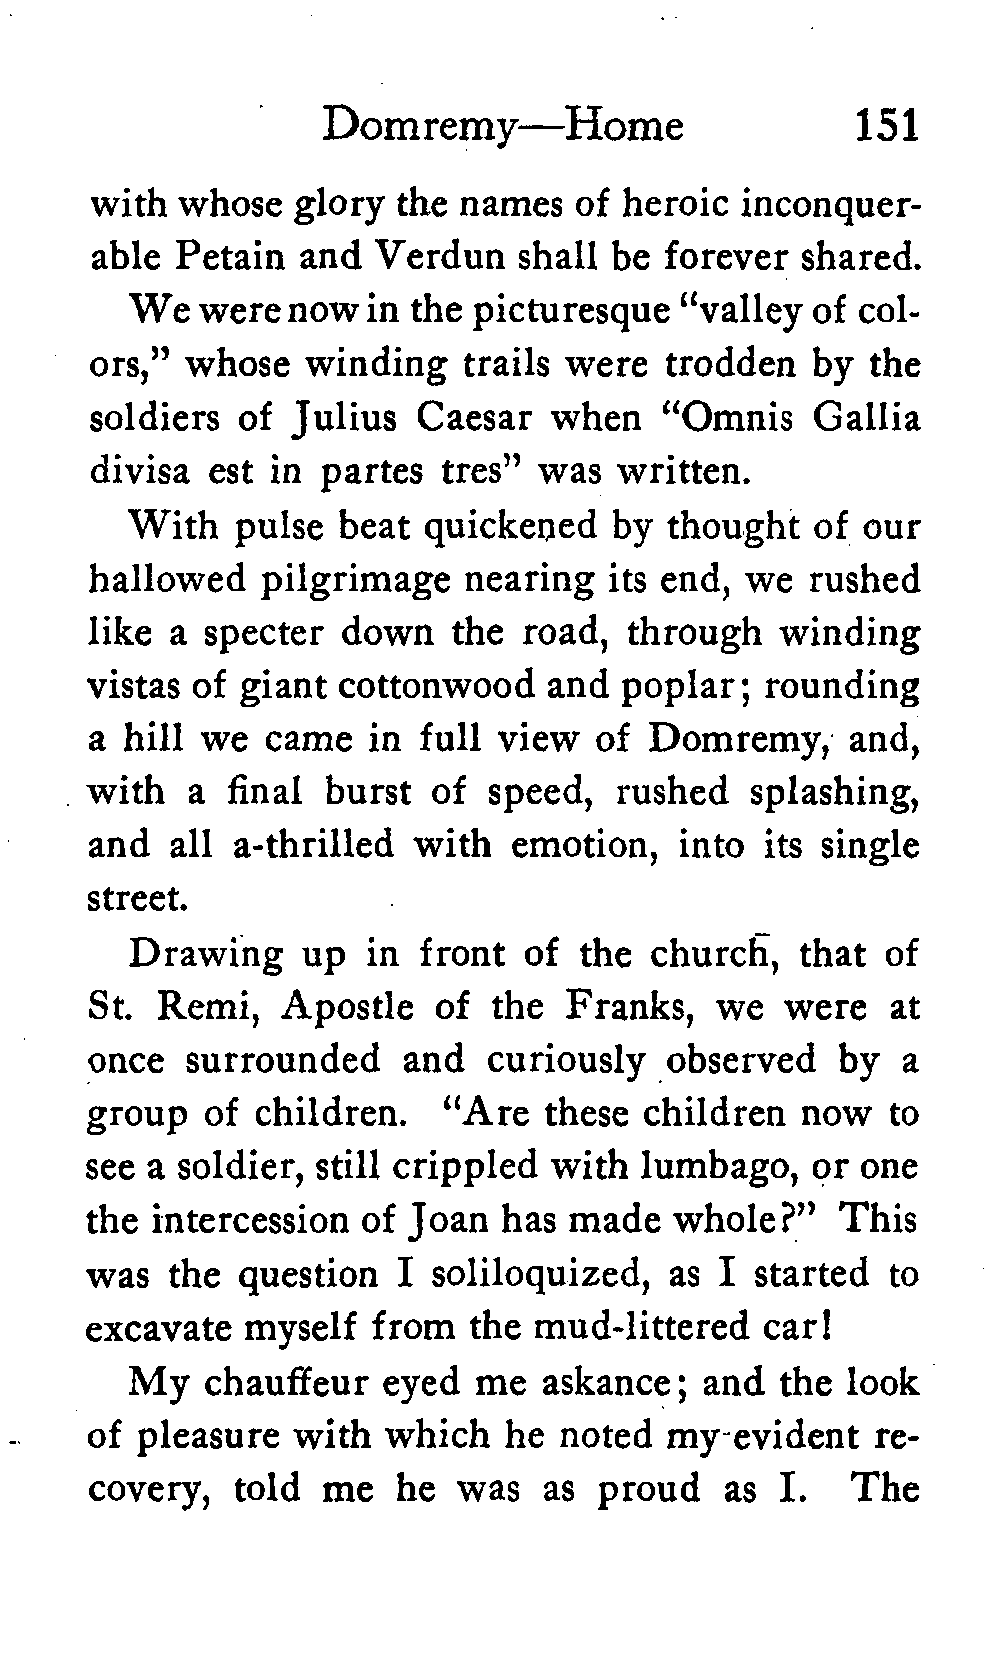 Domremy—Home 151
with whose glory the names of heroic inconquer-
able Petain and Verdun shall be forever shared.
We were now in the picturesque "valley of col-
ors," whose winding trails were trodden by the
soldiers of Julius Caesar when "Omnis Gallia
divisa est in partes tres" was written.
With pulse beat quickened by thought of our
hallowed pilgrimage nearing its end, we rushed
like a specter down the road, through winding
vistas of giant cottonwood and poplar; rounding
a hill we came in full view of Domremy, and,
with a final burst of speed, rushed splashing,
and all a-thrilled with emotion, into its single
street.
Drawing up in front of the church, that of
St. Remi, Apostle of the Franks, we were at
once surrounded and curiously observed by a
group of children. "Are these children now to
see a soldier, still crippled with lumbago, or one
the intercession of Joan has made whole?" This
was the question I soliloquized, as I started to
excavate myself from the mud-littered car!
My chauffeur eyed me askance; and the look
of pleasure with which he noted my evident re-
covery, told me he was as proud as I. The